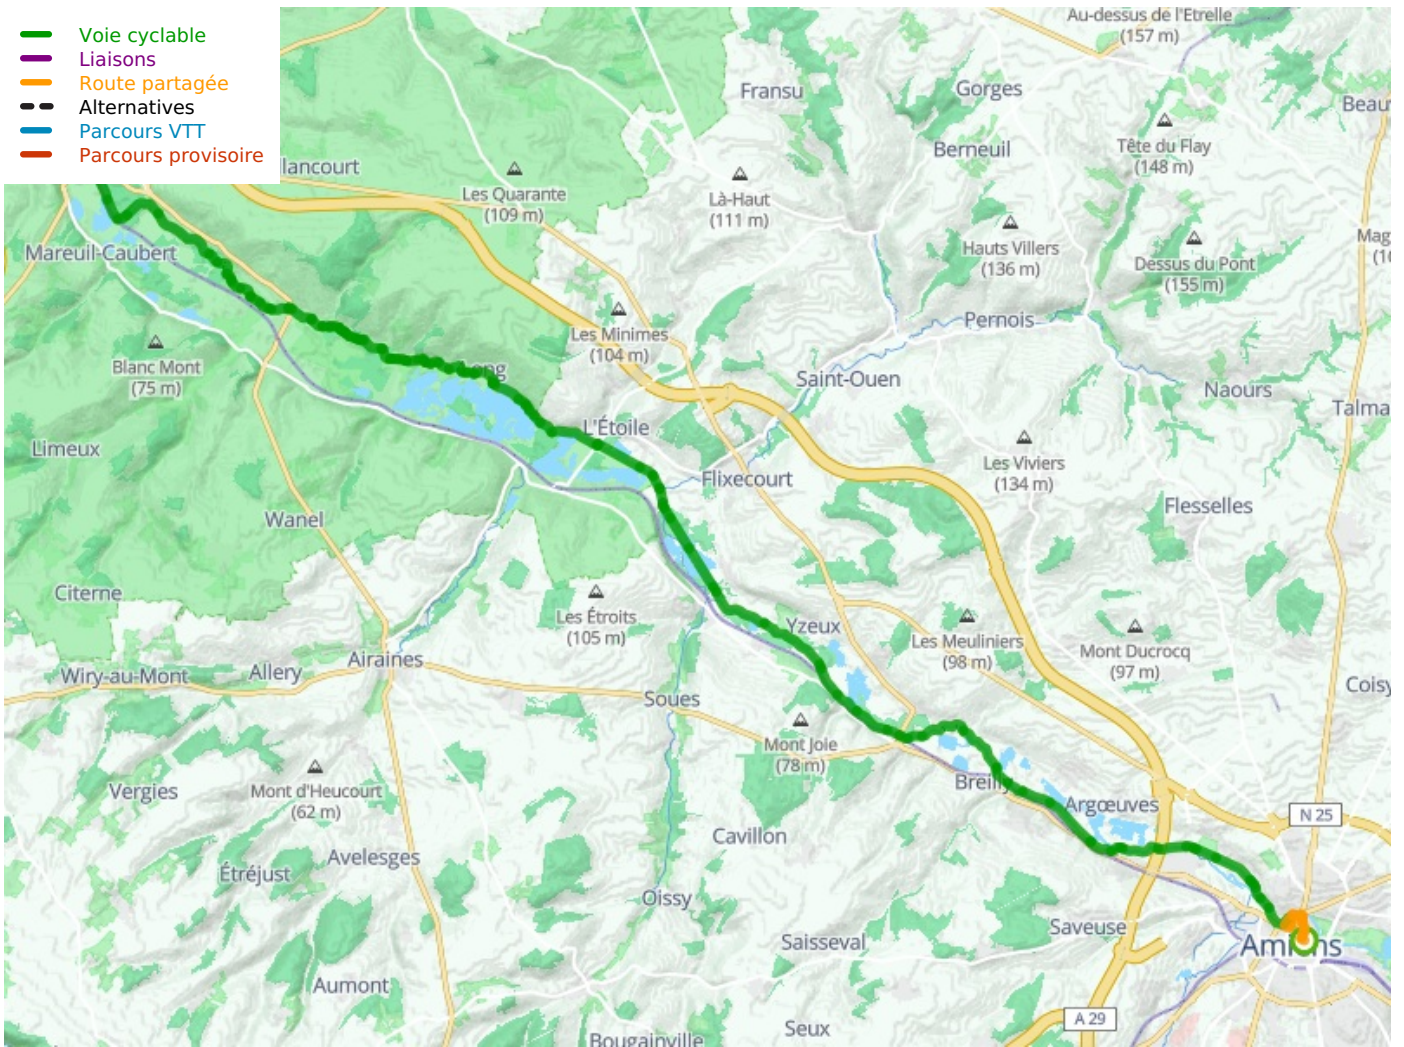 Voie cyclable
Liaisons
Route partagée
Alternatives
Parcours VTT
Parcours provisoire
Au-dessus de l'Etrelle
(157 m)
Fransu
Gorges
Beau
Tête du Flay
(148 m)
Berneuil
llancourt
Les Quarante
(109 m)
Là-Haut
(111 m)
Hauts Villers
(136 m)
Dessus du Pont
(155 m)
Mag
(1
Mareuil-Caubert
Les Minimes
(104 m)
Pernois
Blanc Mont
(75 m)
ong
Saint-Ouen
Naours
Talma
L'Étoile
Limeux
Les Viviers
(134 m)
Flixecourt
Flesselles
Wanel
Citerne
Les Étroits
(105 m)
Yzeux
Les Meuliniers
(98 m)
Mont Ducrocq
(97 m)
Airaines
Allery
Wiry-au-Mont
Soues
Coisy
Mont Joie
(78 m)
Breilly
Mont d'Heucourt
(62 m)
Vergies
Argœuves
N 25
Cavillon
Avelesges
Étréjust
Oissy
Saveuse
Saisseval
Amiens
Aumont
A 29
Seux
Bougainville